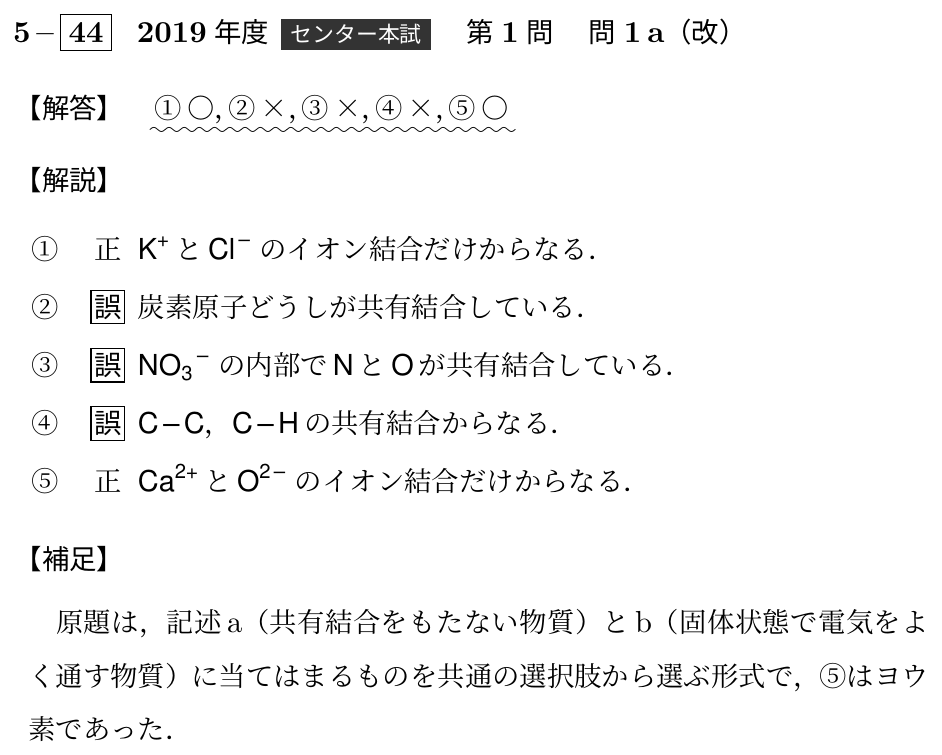 5－44 2019 年度 センター本試 第 1 問 問 1 a（改）
【解答】 ① ○, ② ×, ③ ×, ④ ×, ⑤ ○
【解説】
① 正 K⁺ と Cl⁻ のイオン結合だけからなる．
② 誤 炭素原子どうしが共有結合している．
③ 誤 NO₃⁻ の内部で N と O が共有結合している．
④ 誤 C－C，C－H の共有結合からなる．
⑤ 正 Ca²⁺ と O²⁻ のイオン結合だけからなる．
【補足】
原題は，記述 a（共有結合をもたない物質）と b（固体状態で電気をよ
く通す物質）に当てはまるものを共通の選択肢から選ぶ形式で，⑤はヨウ
素であった．